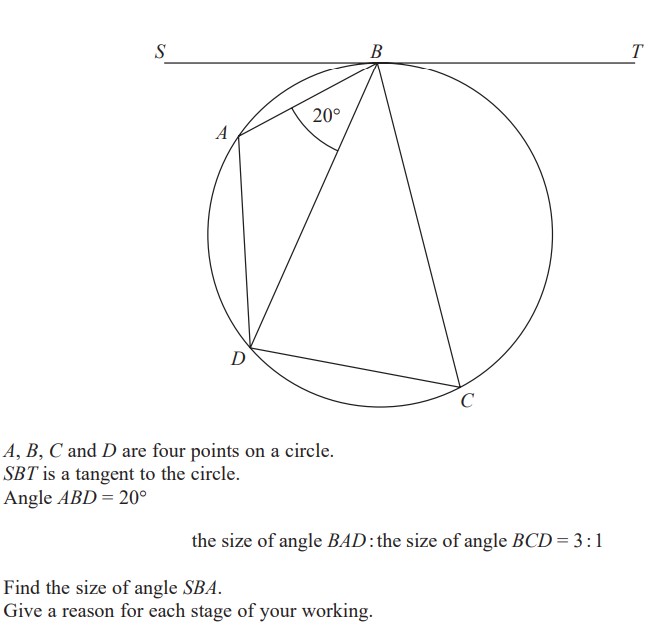 S B T
20°
A
D
C
A, B, C and D are four points on a circle.
SBT is a tangent to the circle.
Angle ABD = 20°
the size of angle BAD : the size of angle BCD = 3 : 1
Find the size of angle SBA.
Give a reason for each stage of your working.